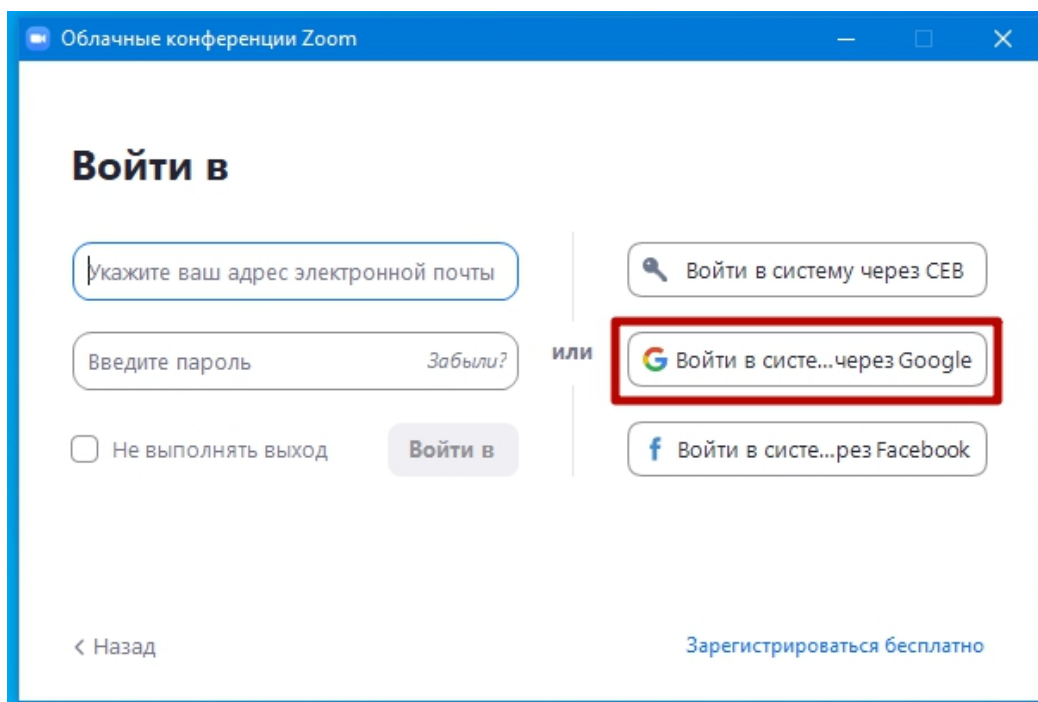 Облачные конференции Zoom
Войти в
Укажите ваш адрес электронной почты
Введите пароль
Забыли?
Не выполнять выход
Войти в
или
Войти в систему через СЕВ
Войти в систе...через Google
Войти в систе...рез Facebook
Назад
Зарегистрироваться бесплатно